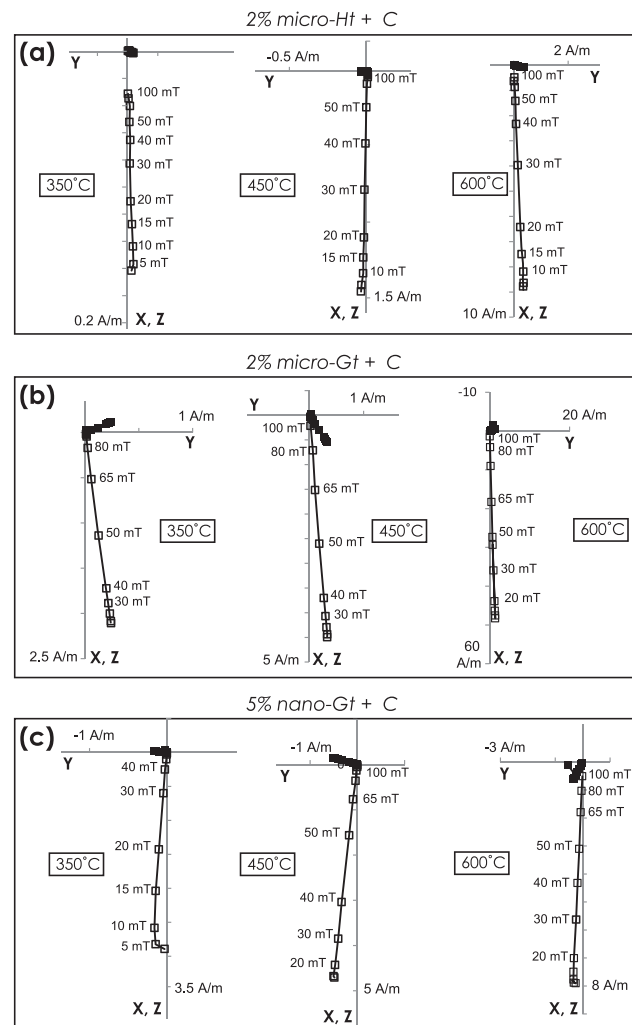 2% micro-Ht + C
(a)
Y
100 mT
50 mT
40 mT
30 mT
20 mT
15 mT
10 mT
5 mT
350˚C
0.2 A/m
X, Z
-0.5 A/m
Y
100 mT
50 mT
40 mT
30 mT
20 mT
15 mT
10 mT
450˚C
1.5 A/m
X, Z
2 A/m
Y
100 mT
50 mT
40 mT
30 mT
20 mT
15 mT
10 mT
600˚C
10 A/m
X, Z
2% micro-Gt + C
(b)
1 A/m
Y
80 mT
65 mT
50 mT
40 mT
30 mT
350˚C
2.5 A/m
X, Z
Y
1 A/m
100 mT
80 mT
65 mT
50 mT
40 mT
30 mT
450˚C
5 A/m
X, Z
-10
20 A/m
Y
100 mT
80 mT
65 mT
50 mT
30 mT
20 mT
600˚C
60
A/m
X, Z
5% nano-Gt + C
(c)
-1 A/m
Y
40 mT
30 mT
20 mT
15 mT
10 mT
5 mT
350˚C
3.5 A/m
X, Z
-1 A/m
Y
0
100 mT
65 mT
50 mT
40 mT
30 mT
20 mT
450˚C
5 A/m
X, Z
-3 A/m
Y
100 mT
80 mT
65 mT
50 mT
40 mT
30 mT
20 mT
600˚C
8 A/m
X, Z